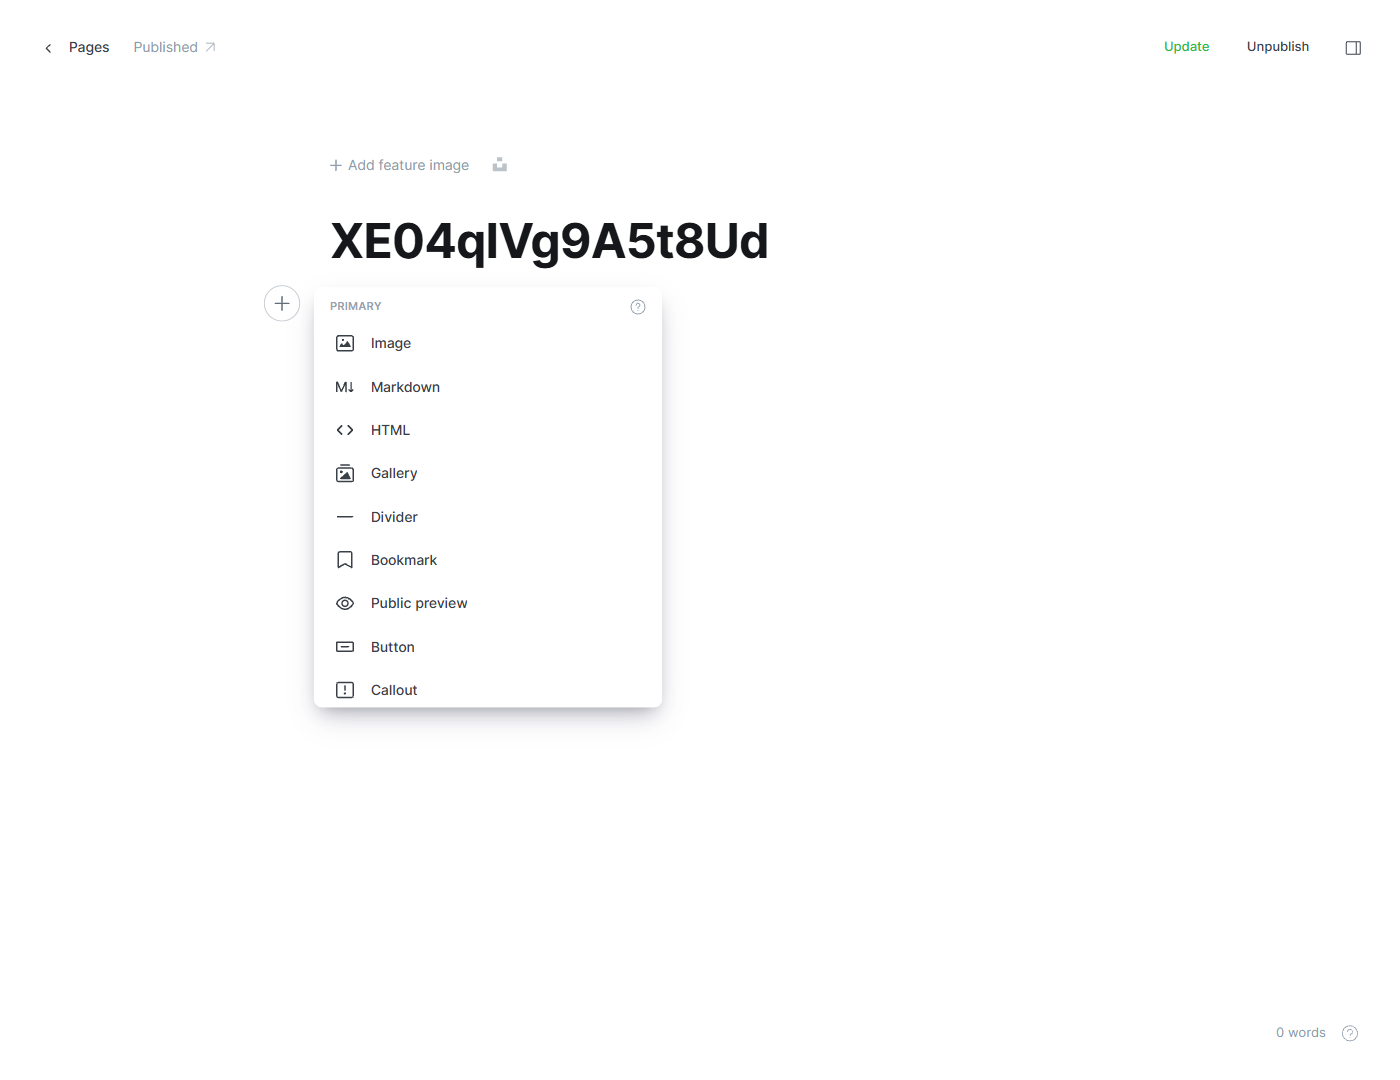 Pages
Published
Update
Unpublish
Add feature image
XE04qIVg9A5t8Ud
PRIMARY
Image
Markdown
HTML
Gallery
Divider
Bookmark
Public preview
Button
Callout
0 words